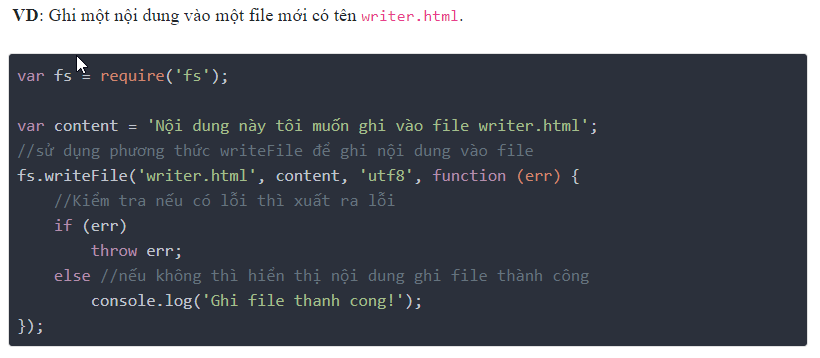 VD: Ghi một nội dung vào một file mới có tên writer.html.
var fs = require('fs');
var content = 'Nội dung này tôi muốn ghi vào file writer.html';
//sử dụng phương thức writeFile để ghi nội dung vào file
fs.writeFile('writer.html', content, 'utf8', function (err) {
    //Kiểm tra nếu có lỗi thì xuất ra lỗi
    if (err)
        throw err;
    else //nếu không thì hiển thị nội dung ghi file thành công
        console.log('Ghi file thanh cong!');
});